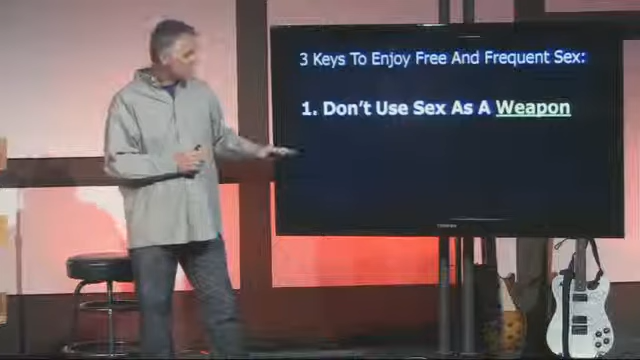 3 Keys To Enjoy Free And Frequent Sex:
1. Don't Use Sex As A Weapon